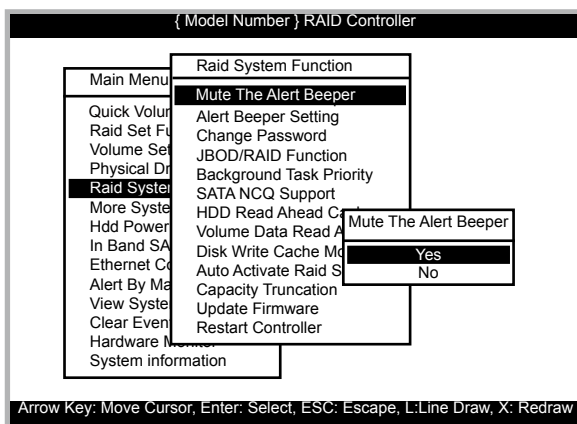 { Model Number } RAID Controller
Main Menu
Quick Volu
Raid Set Fu
Volume Set
Physical Dr
Raid Syste
More Syste
Hdd Power
In Band SA
Ethernet Co
Alert By Ma
View Syste
Clear Even
Hardware Monitor
System information
Raid System Function
Mute The Alert Beeper
Alert Beeper Setting
Change Password
JBOD/RAID Function
Background Task Priority
SATA NCQ Support
HDD Read Ahead Ca
Volume Data Read A
Disk Write Cache Mo
Auto Activate Raid S
Capacity Truncation
Update Firmware
Restart Controller
Mute The Alert Beeper
Yes
No
Arrow Key: Move Cursor, Enter: Select, ESC: Escape, L:Line Draw, X: Redraw